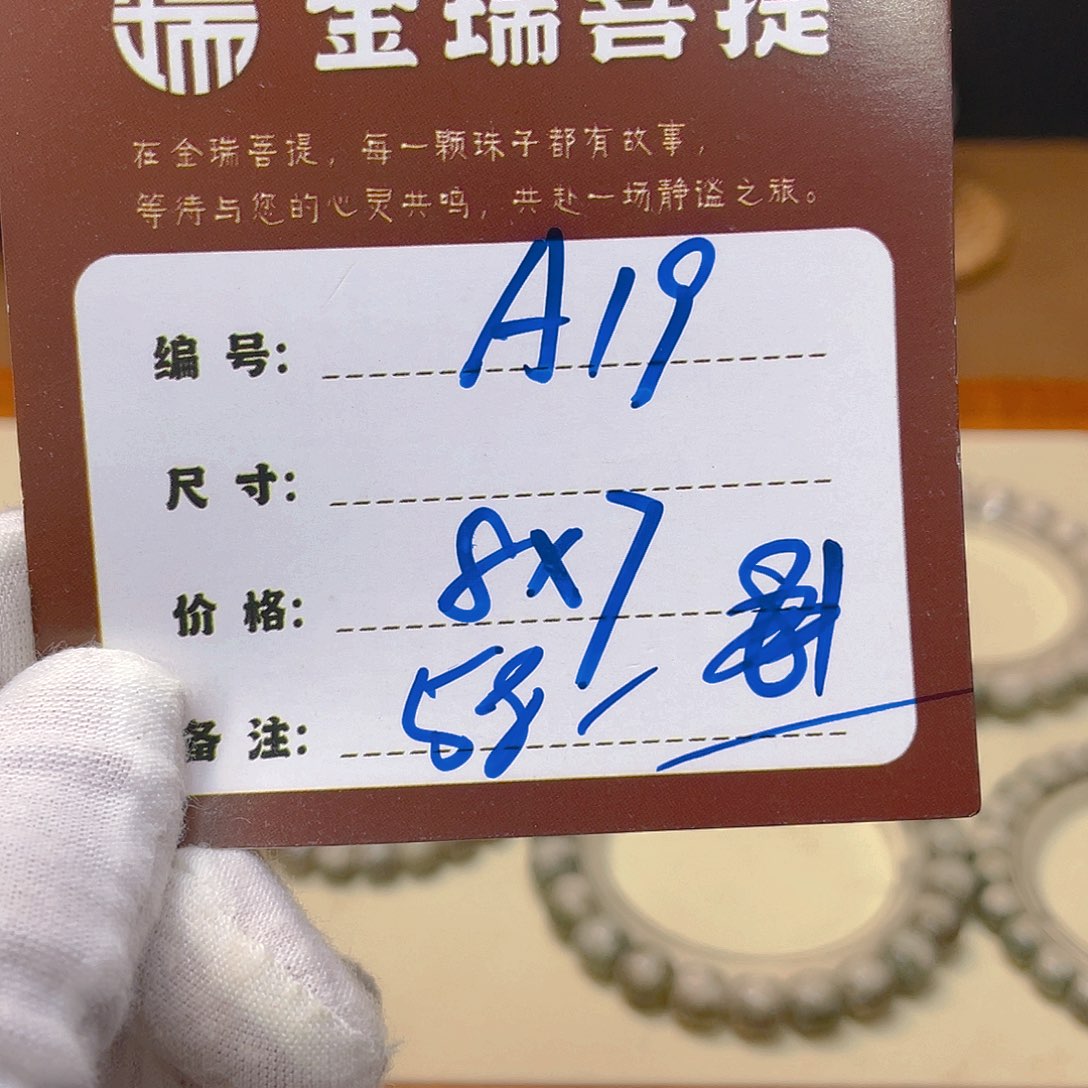 瑞 金瑞菩提
在金瑞菩提，每一颗珠子都有故事，
等待与您的心灵共鸣，共赴一场静谧之旅。
编号： A19
尺寸：
8x7
价格：
58
备注：